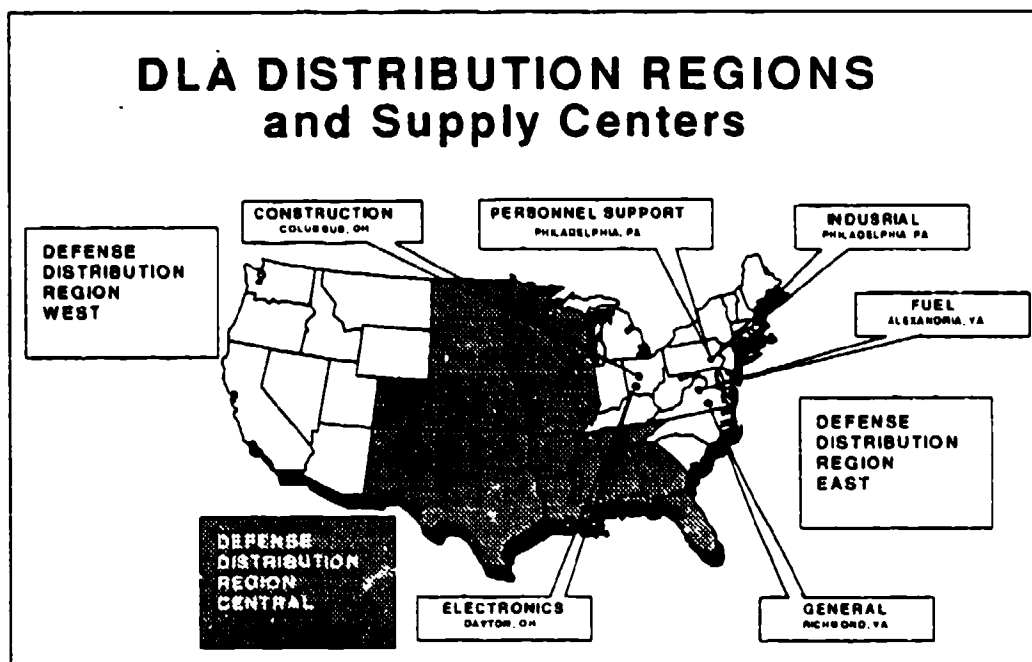 DLA DISTRIBUTION REGIONS
and Supply Centers
CONSTRUCTION
COLUMBUS, OH
PERSONNEL SUPPORT
PHILADELPHIA, PA
INDUSRIAL
PHILADELPHIA PA
DEFENSE
DISTRIBUTION
REGION
WEST
FUEL
ALEXANDRIA, VA
DEFENSE
DISTRIBUTION
REGION
EAST
DEFENSE
DISTRIBUTION
REGION
CENTRAL
ELECTRONICS
DAYTON, OH
GENERAL
RICHMOND, VA